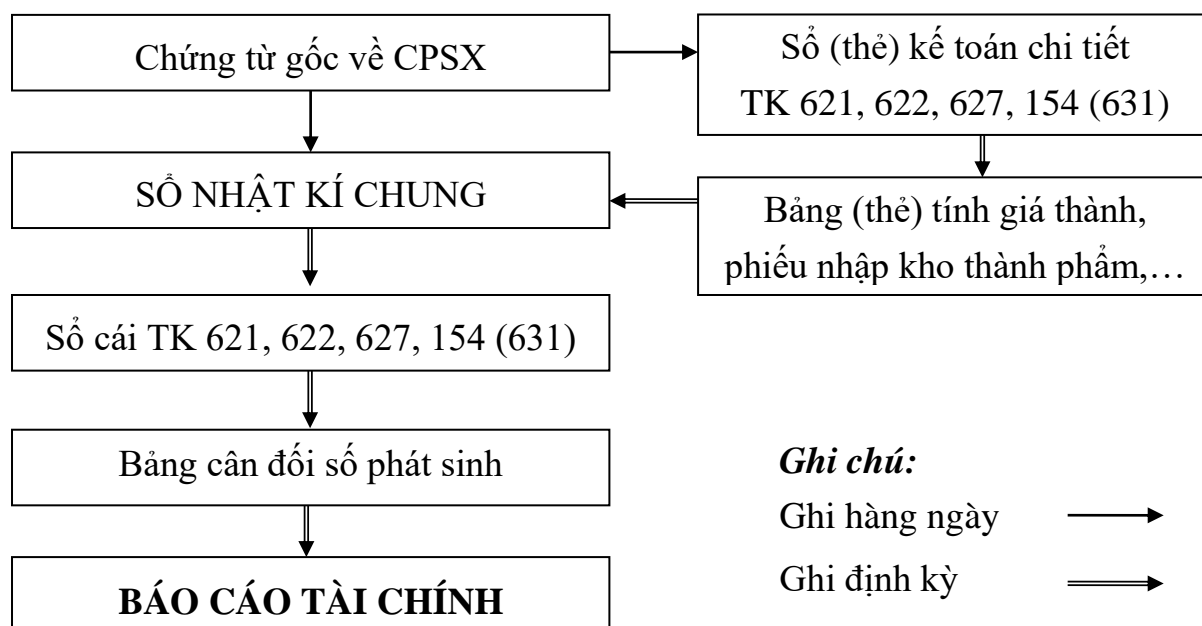 Chứng từ gốc về CPSX
Sổ (thẻ) kế toán chi tiết
TK 621, 622, 627, 154 (631)
SỔ NHẬT KÍ CHUNG
Bảng (thẻ) tính giá thành,
phiếu nhập kho thành phẩm,…
Sổ cái TK 621, 622, 627, 154 (631)
Bảng cân đối số phát sinh
BÁO CÁO TÀI CHÍNH
Ghi chú:
Ghi hàng ngày
Ghi định kỳ